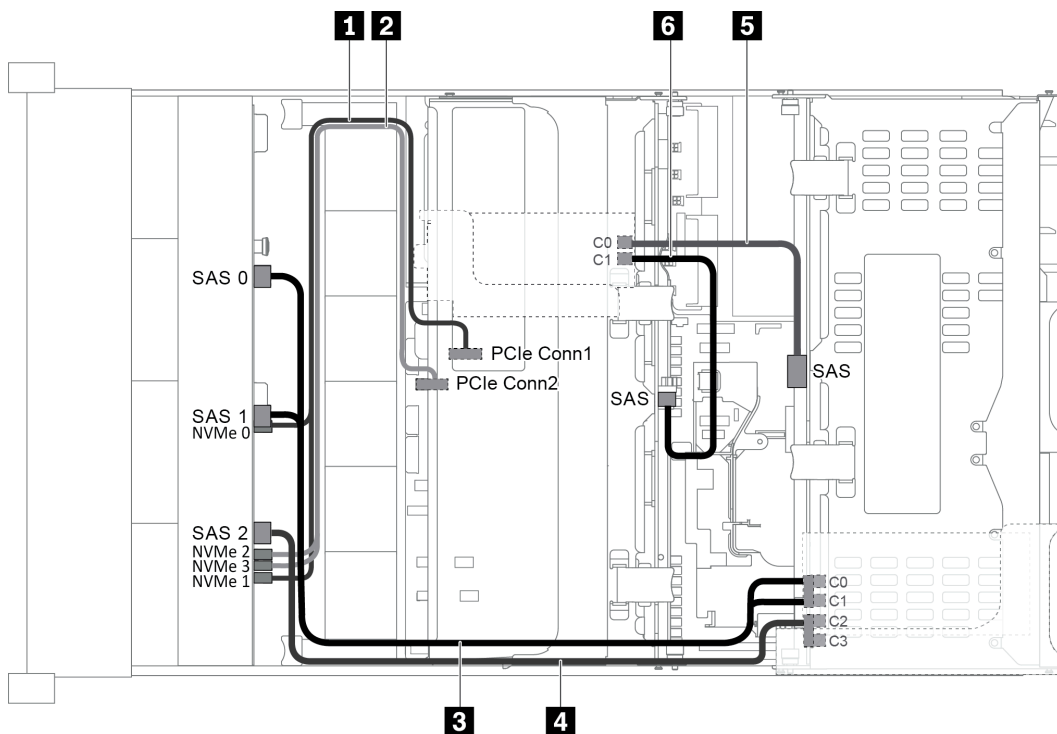 1 2 6 5
C0
C1
SAS 0
PCIe Conn1
SAS
PCIe Conn2
SAS
SAS 1
NVMe 0
SAS 2
NVMe 2
NVMe 3
NVMe 1
C0
C1
C2
C3
3 4